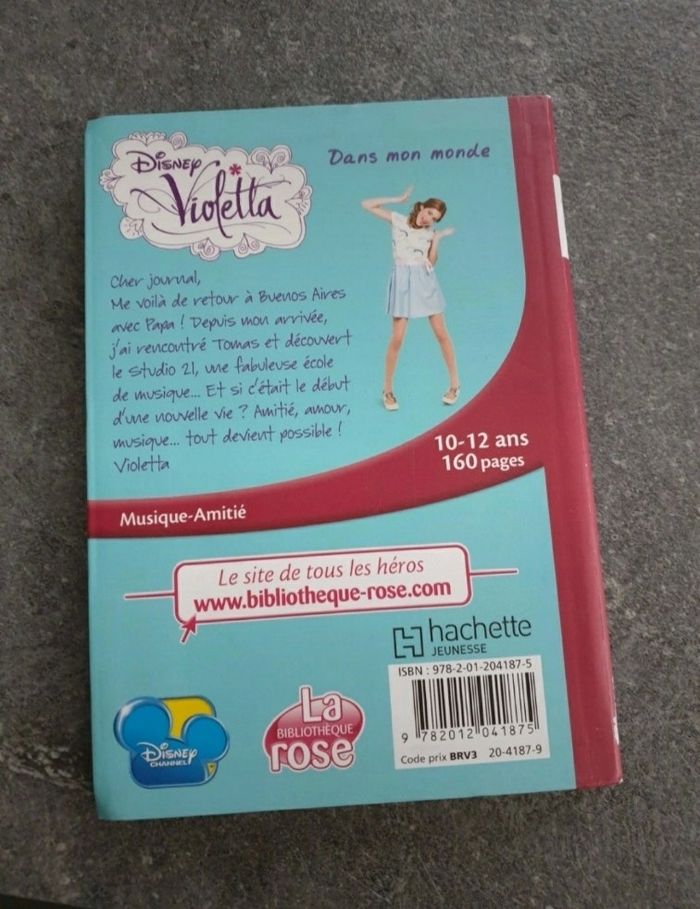 Disney
Violetta
Dans mon monde
Cher journal,
Me voilà de retour à Buenos Aires
avec Papa ! Depuis mon arrivée,
j'ai rencontré Tomas et découvert
le Studio 21, une fabuleuse école
de musique... Et si c'était le début
d'une nouvelle vie ? Amitié, amour,
musique... tout devient possible !
Violetta
10-12 ans
160 pages
Musique-Amitié
Le site de tous les héros
www.bibliotheque-rose.com
hachette
JEUNESSE
ISBN : 978-2-01-204187-5
9 782012 041875
Code prix BRV3 20-4187-9
Disney
CHANNEL
La
BIBLIOTHÈQUE
rose